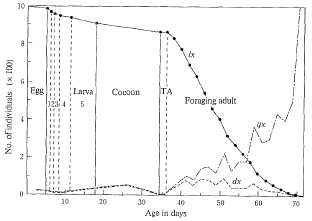 10
8
6
4
2
0
No. of individuals (× 100)
Egg
1 2 3 4
Larva
5
Cocoon
TA
Foraging adult
lx
qx
dx
0 10 20 30 40 50 60 70
Age in days